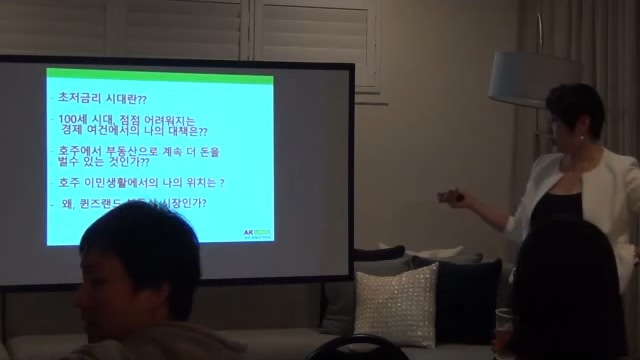 - 초저금리 시대란??
- 100세 시대, 점점 어려워지는
경제 여건에서의 나의 대책은??
- 호주에서 부동산으로 계속 더 돈을
벌수 있는 것인가??
- 호주 이민생활에서의 나의 위치는 ?
- 왜, 퀸즈랜드 시장인가?
AK